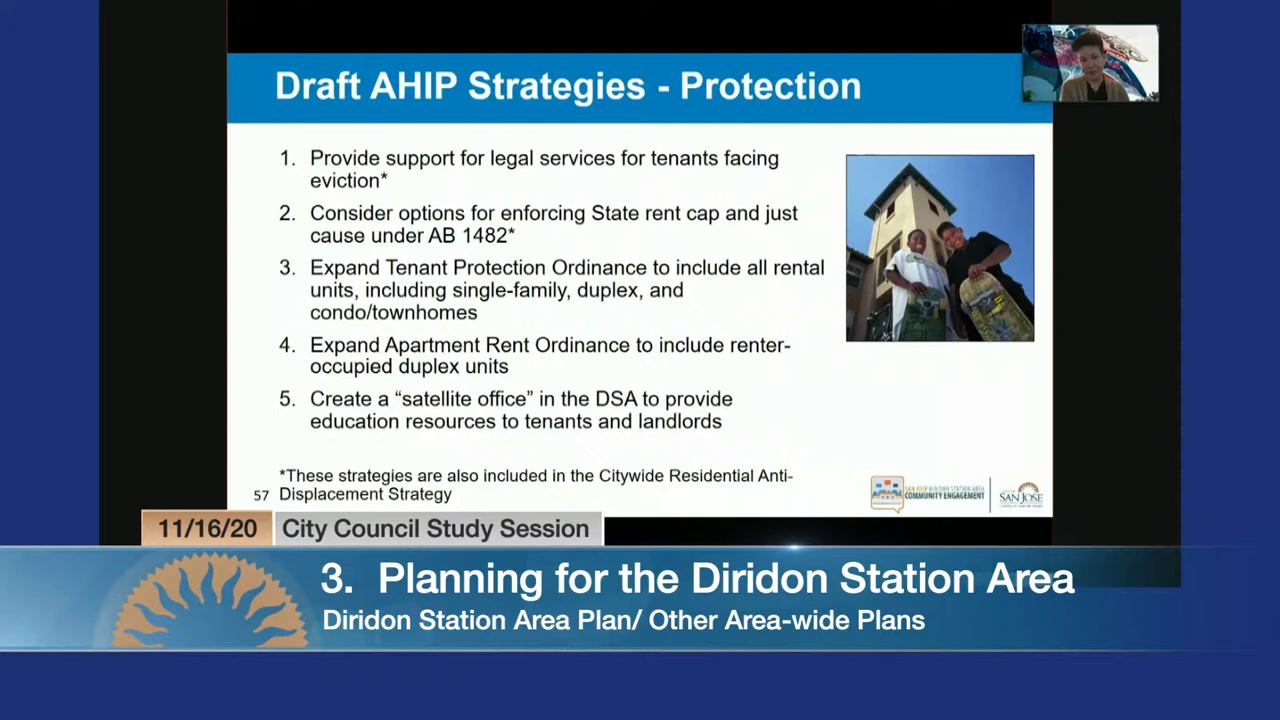 Draft AHIP Strategies - Protection
1. Provide support for legal services for tenants facing
eviction*
2. Consider options for enforcing State rent cap and just
cause under AB 1482*
3. Expand Tenant Protection Ordinance to include all rental
units, including single-family, duplex, and
condo/townhomes
4. Expand Apartment Rent Ordinance to include renter-
occupied duplex units
5. Create a “satellite office” in the DSA to provide
education resources to tenants and landlords
*These strategies are also included in the Citywide Residential Anti-
57 Displacement Strategy
SAN JOSE DIRIDON STATION AREA
COMMUNITY ENGAGEMENT
SAN JOSE
11/16/20 City Council Study Session
3. Planning for the Diridon Station Area
Diridon Station Area Plan/ Other Area-wide Plans